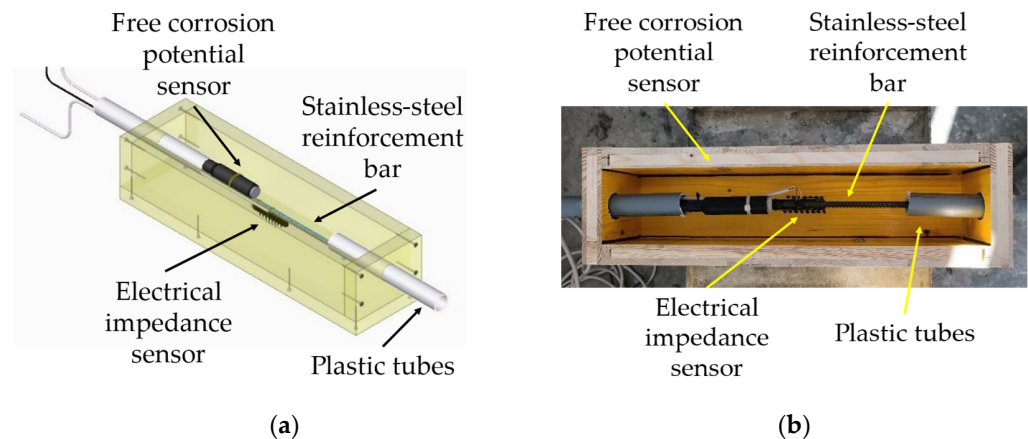 Free corrosion
potential
sensor
Stainless-steel
reinforcement
bar
Electrical
impedance
sensor
Plastic tubes
(a)
Free corrosion
potential
sensor
Stainless-steel
reinforcement
bar
Electrical
impedance
sensor
Plastic tubes
(b)